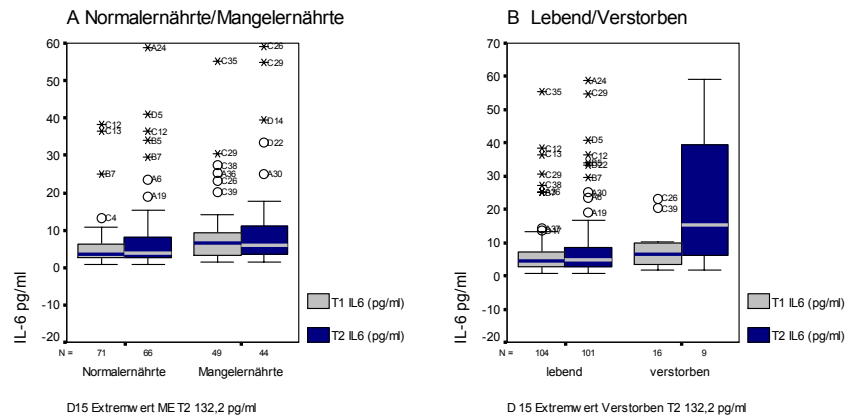 A Normalernährte/Mangelernährte
70
60
50
40
30
20
10
0
-10
-20
IL-6 pg/ml
A24
D5
C12
C12
C13
B5
B7
B7
A6
A19
C4
C35
C26
C29
D14
D22
C29
C38
A36
C26
C39
A30
N =
71
66
49
44
Normalernährte
Mangelernährte
T1 IL6 (pg/ml)
T2 IL6 (pg/ml)
D15 Extremwert ME T2 132,2 pg/ml
B Lebend/Verstorben
70
60
50
40
30
20
10
0
-10
-20
IL-6 pg/ml
C35
A24
C29
D5
C12
C13
C12
D22
C29
C38
A36
B7
A30
A19
A37
C26
C39
N =
104
101
16
9
lebend
verstorben
T1 IL6 (pg/ml)
T2 IL6 (pg/ml)
D 15 Extremwert Verstorben T2 132,2 pg/ml